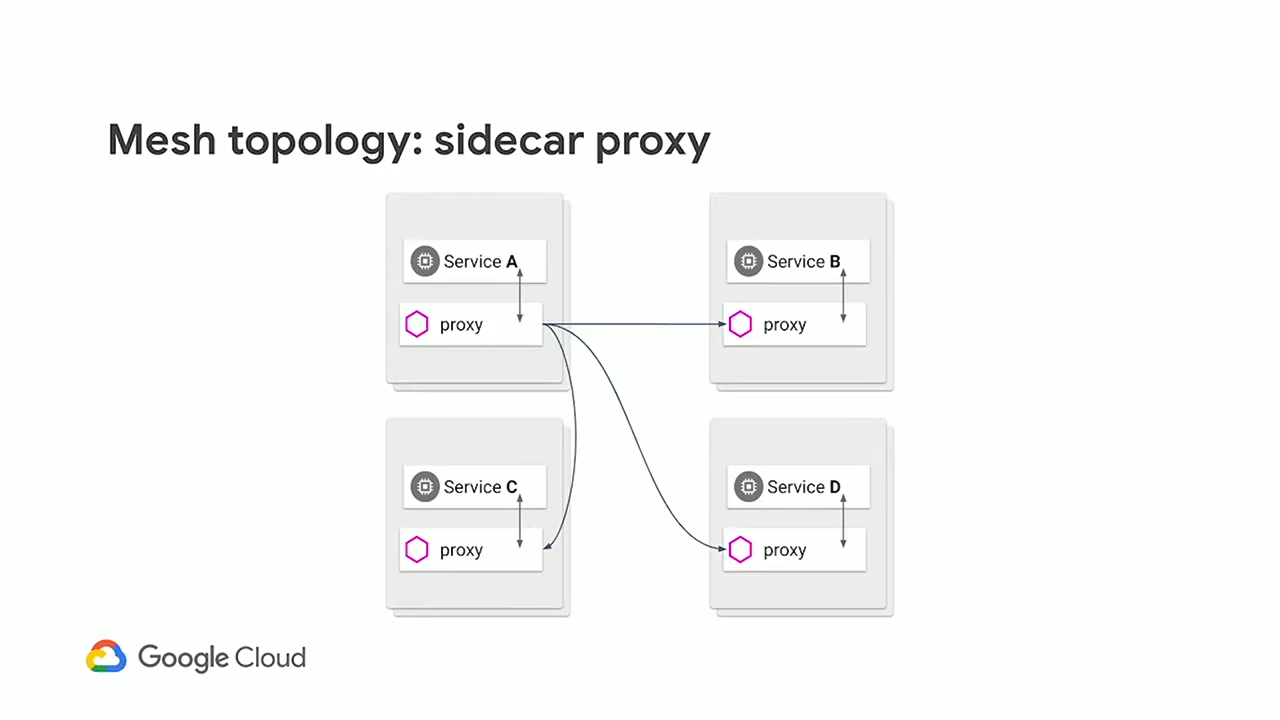 Mesh topology: sidecar proxy
Service A
proxy
Service B
proxy
Service C
proxy
Service D
proxy
Google Cloud